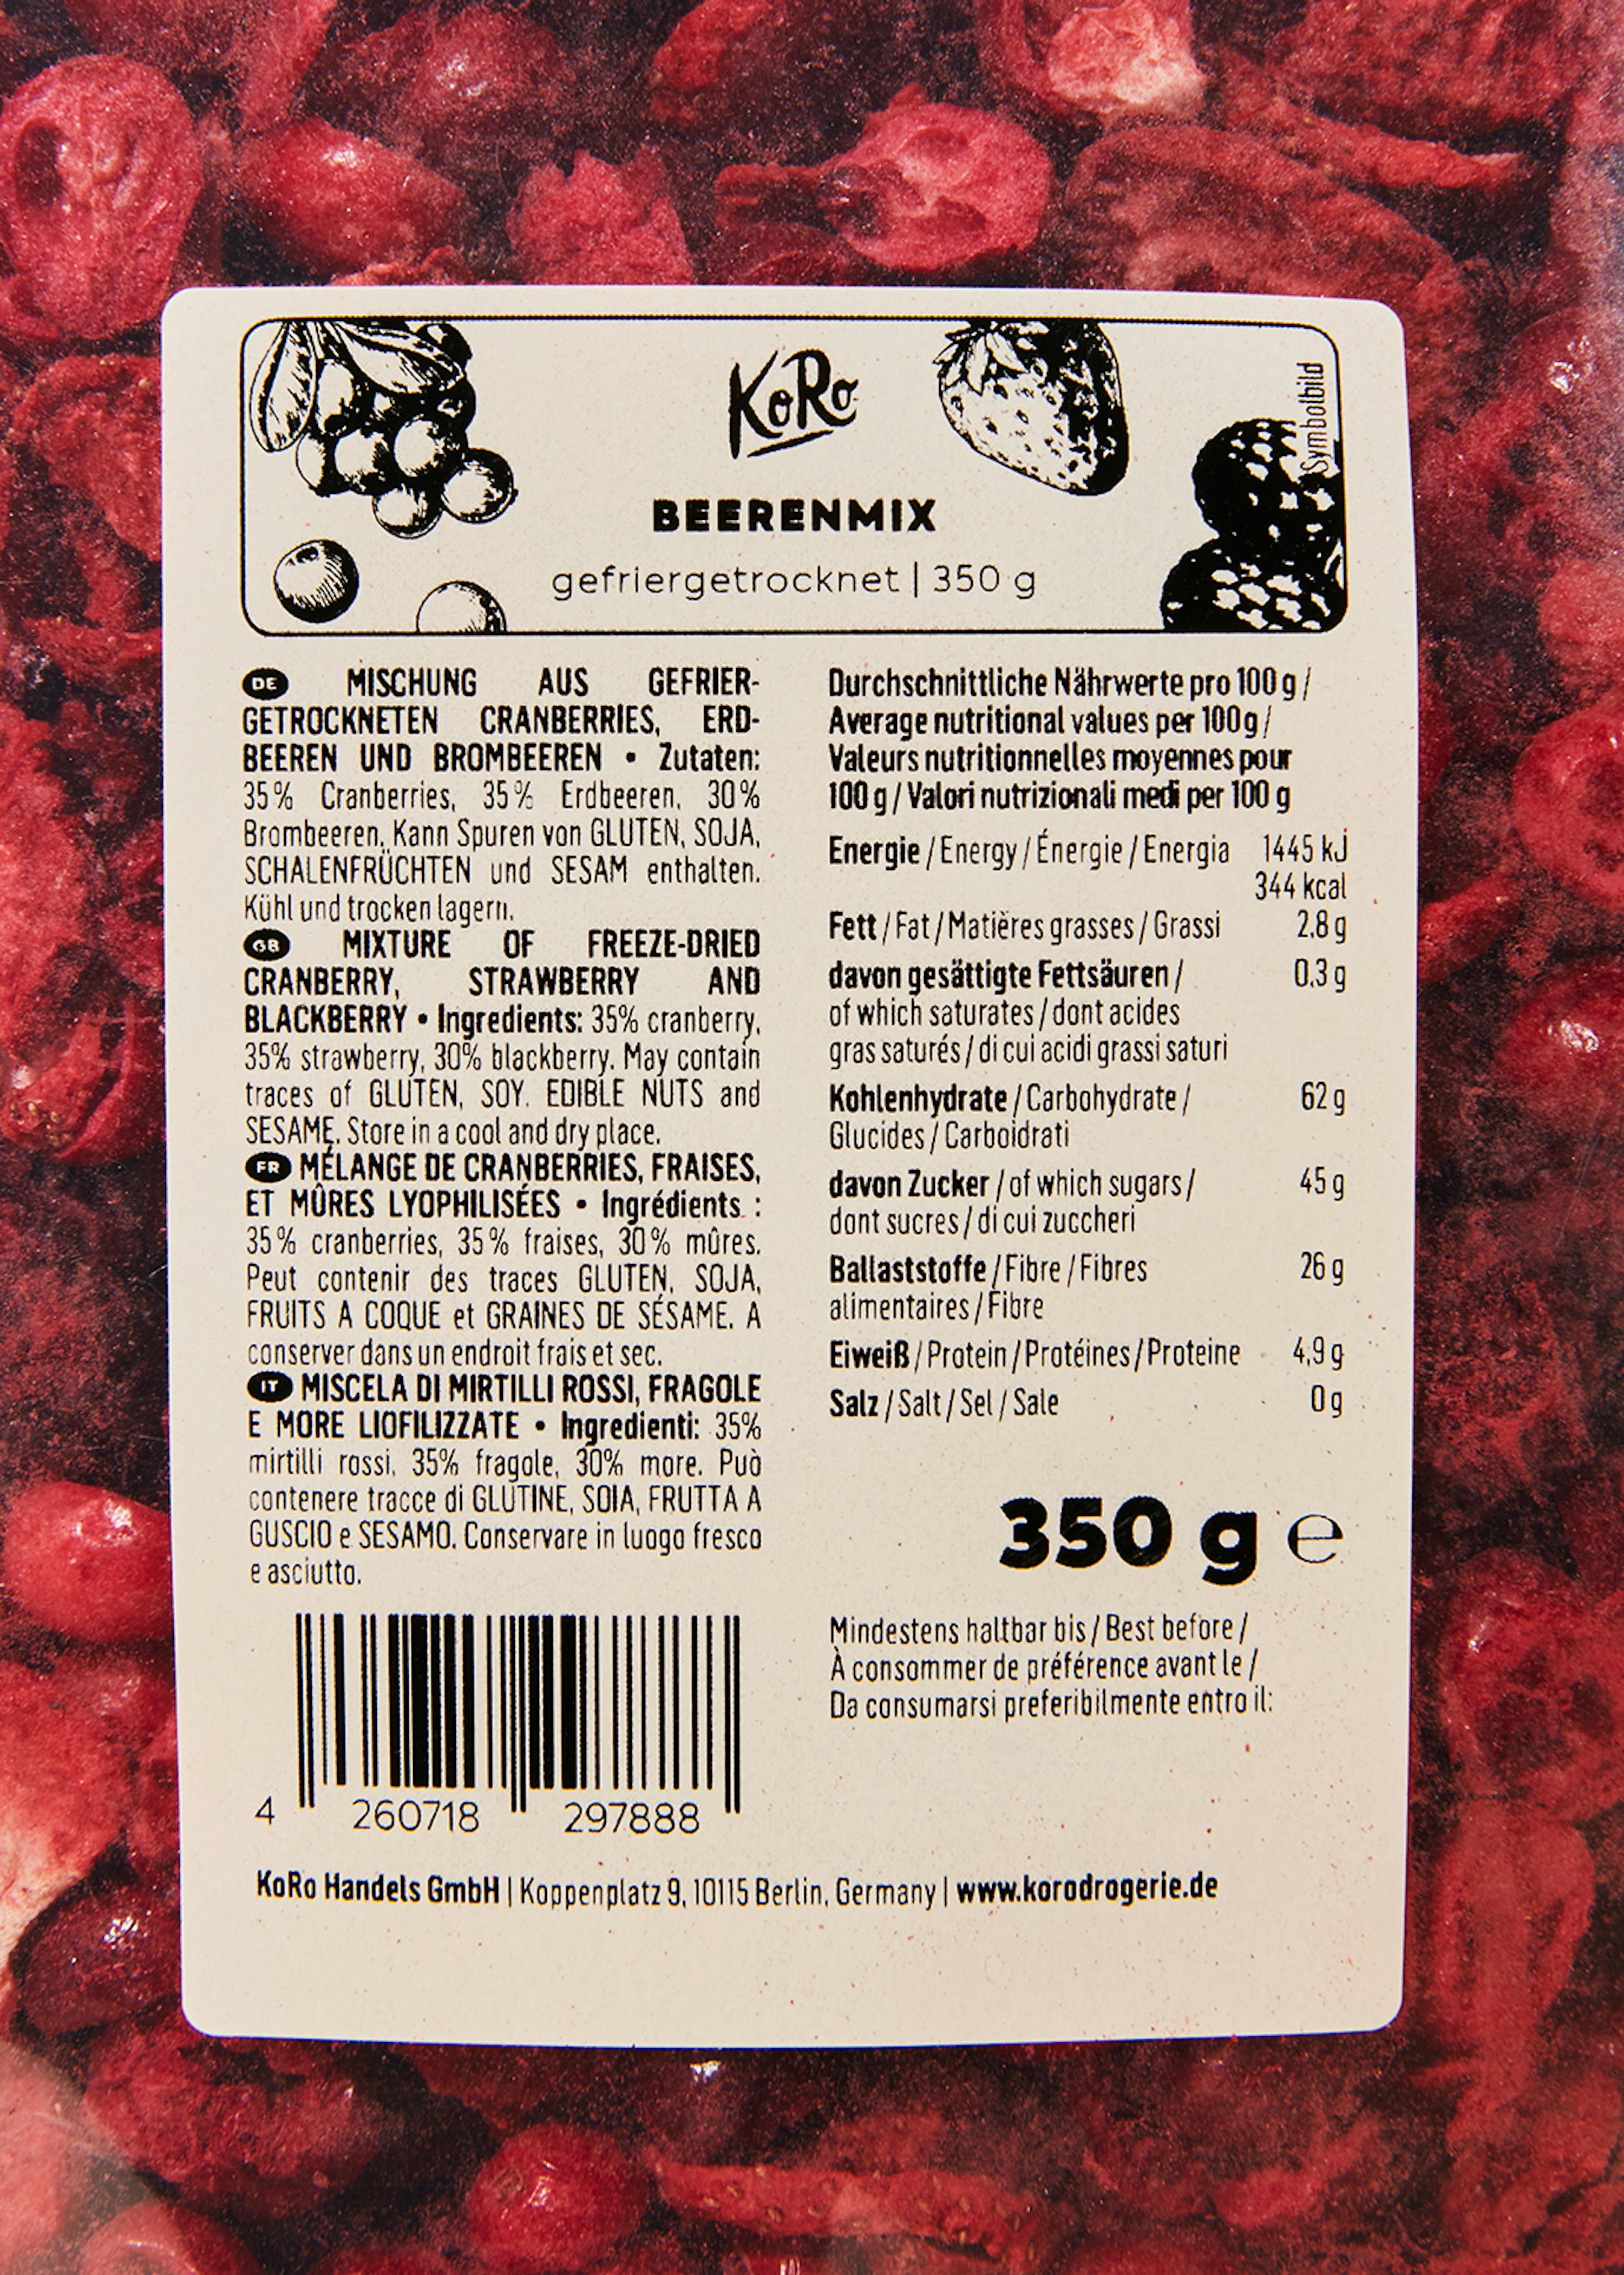 KoRo
Symbolbild
BEERENMIX
gefriergetrocknet | 350 g
DE MISCHUNG AUS GEFRIER-
GETROCKNETEN CRANBERRIES, ERD-
BEEREN UND BROMBEEREN • Zutaten:
35% Cranberries, 35% Erdbeeren, 30%
Brombeeren. Kann Spuren von GLUTEN, SOJA,
SCHALENFRÜCHTEN und SESAM enthalten.
Kühl und trocken lagern.
GB MIXTURE OF FREEZE-DRIED
CRANBERRY, STRAWBERRY AND
BLACKBERRY • Ingredients: 35% cranberry,
35% strawberry, 30% blackberry. May contain
traces of GLUTEN, SOY, EDIBLE NUTS and
SESAME. Store in a cool and dry place.
FR MÉLANGE DE CRANBERRIES, FRAISES,
ET MÛRES LYOPHILISÉES • Ingrédients :
35% cranberries, 35% fraises, 30% mûres.
Peut contenir des traces GLUTEN, SOJA,
FRUITS A COQUE et GRAINES DE SÉSAME. A
conserver dans un endroit frais et sec.
IT MISCELA DI MIRTILLI ROSSI, FRAGOLE
E MORE LIOFILIZZATE • Ingredienti: 35%
mirtilli rossi, 35% fragole, 30% more. Può
contenere tracce di GLUTINE, SOIA, FRUTTA A
GUSCIO e SESAMO. Conservare in luogo fresco
e asciutto.
4 260718 297888
Durchschnittliche Nährwerte pro 100 g /
Average nutritional values per 100g /
Valeurs nutritionnelles moyennes pour
100 g / Valori nutrizionali medi per 100 g
Energie / Energy / Énergie / Energia 1445 kJ
344 kcal
Fett / Fat / Matières grasses / Grassi 2,8 g
davon gesättigte Fettsäuren / 0,3 g
of which saturates / dont acides
gras saturés / di cui acidi grassi saturi
Kohlenhydrate / Carbohydrate / 62 g
Glucides / Carboidrati
davon Zucker / of which sugars / 45 g
dont sucres / di cui zuccheri
Ballaststoffe / Fibre / Fibres 26 g
alimentaires / Fibre
Eiweiß / Protein / Protéines / Proteine 4,9 g
Salz / Salt / Sel / Sale 0 g
350 g e
Mindestens haltbar bis / Best before /
À consommer de préférence avant le /
Da consumarsi preferibilmente entro il:
KoRo Handels GmbH | Koppenplatz 9, 10115 Berlin, Germany | www.korodrogerie.de